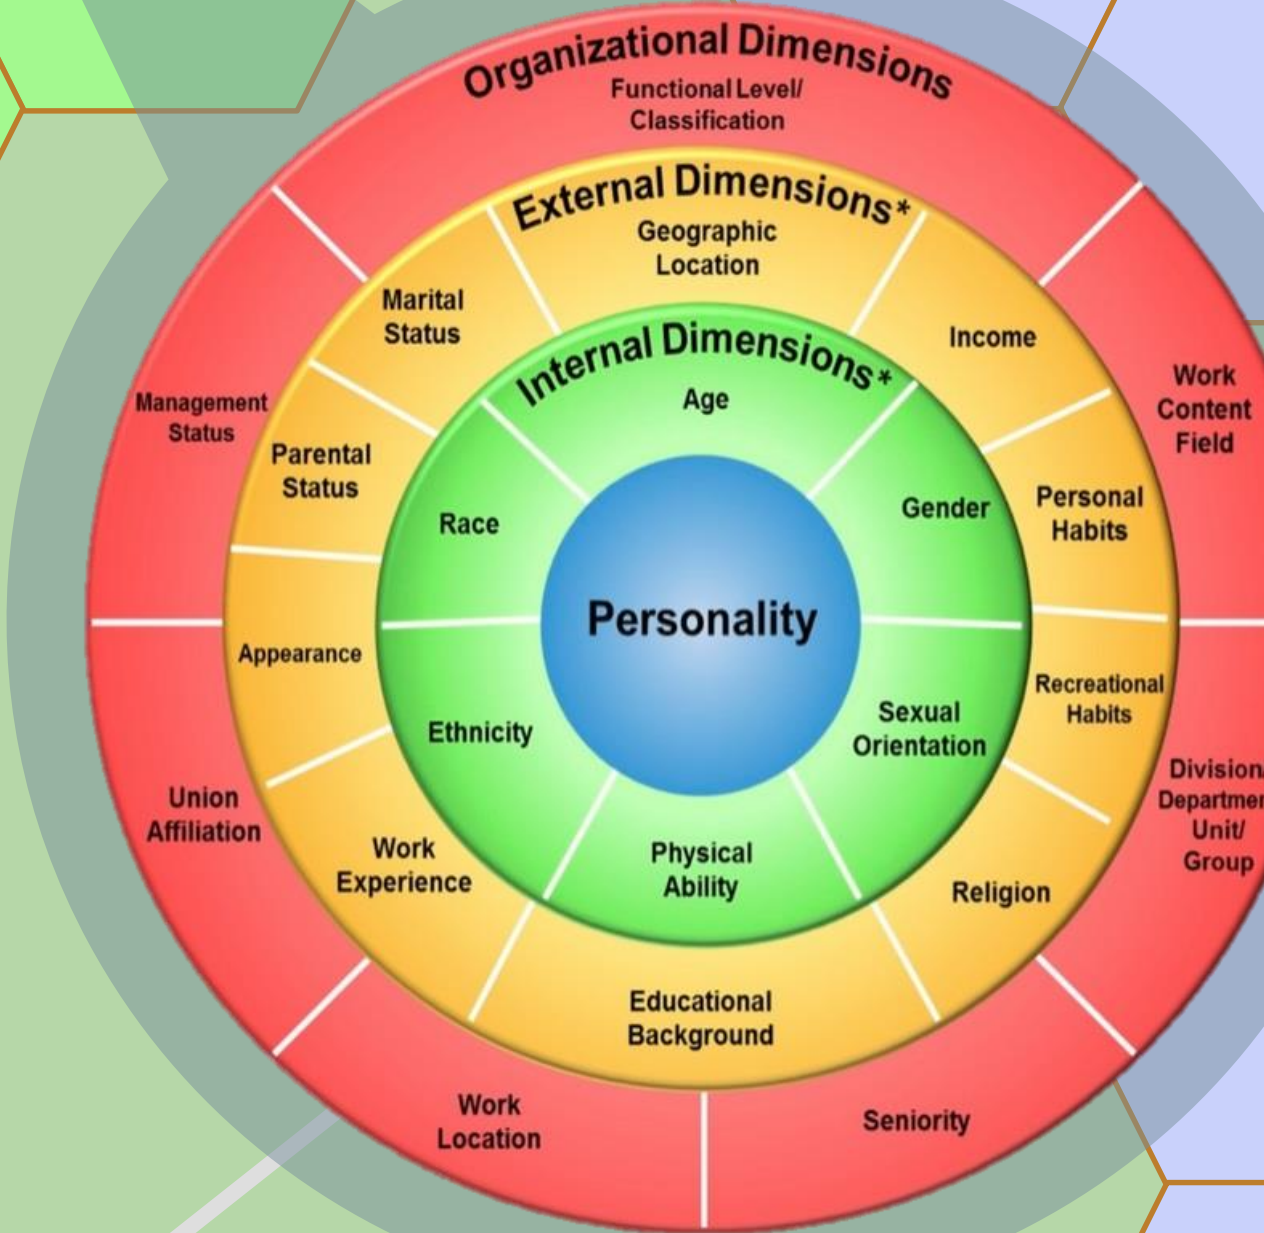 Organizational Dimensions
Functional Level/
Classification
External Dimensions*
Geographic
Location
Marital
Status
Income
Internal Dimensions*
Age
Work
Content
Field
Management
Status
Parental
Status
Race
Gender
Personal
Habits
Personality
Appearance
Recreational
Habits
Ethnicity
Sexual
Orientation
Division/
Departmen
Unit/
Group
Union
Affiliation
Work
Experience
Physical
Ability
Religion
Educational
Background
Work
Location
Seniority